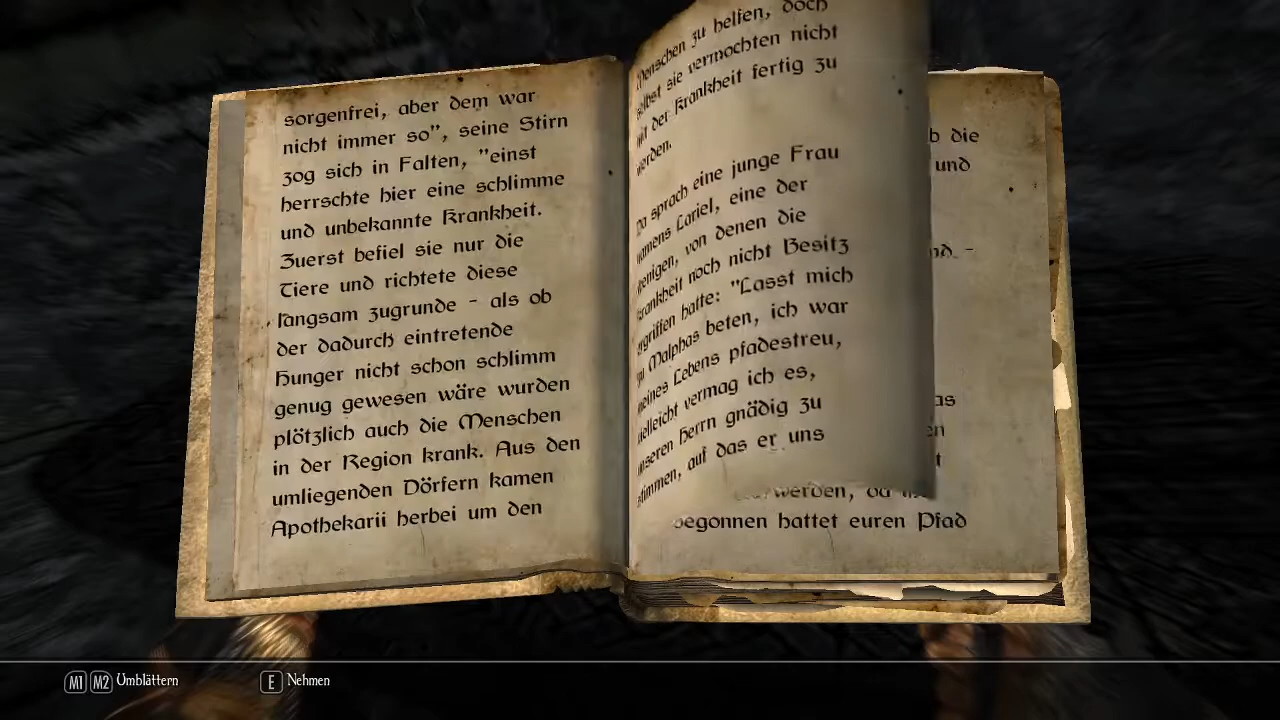 sorgenfrei, aber dem war
nicht immer so", seine Stirn
zog sich in Falten, "einst
herrschte hier eine schlimme
und unbekannte Krankheit.
Zuerst befiel sie nur die
Tiere und richtete diese
langsam zugrunde - als ob
der dadurch eintretende
Hunger nicht schon schlimm
genug gewesen wäre wurden
plötzlich auch die Menschen
in der Region krank. Aus den
umliegenden Dörfern kamen
Apothekarii herbei um den
Menschen zu helfen, doch
selbst sie vermochten nicht
mit der Krankheit fertig zu
werden.
Da sprach eine junge Frau
namens Lariel, eine der
wenigen, von denen die
Krankheit noch nicht Besitz
ergriffen hatte: "Lasst mich
zu Malphas beten, ich war
meines Lebens pfadestreu,
vielleicht vermag ich es,
unseren Herrn gnädig zu
stimmen, auf das er uns
die
und
werden, da
begonnen hattet euren Pfad
M1 M2 Umblättern
E Nehmen